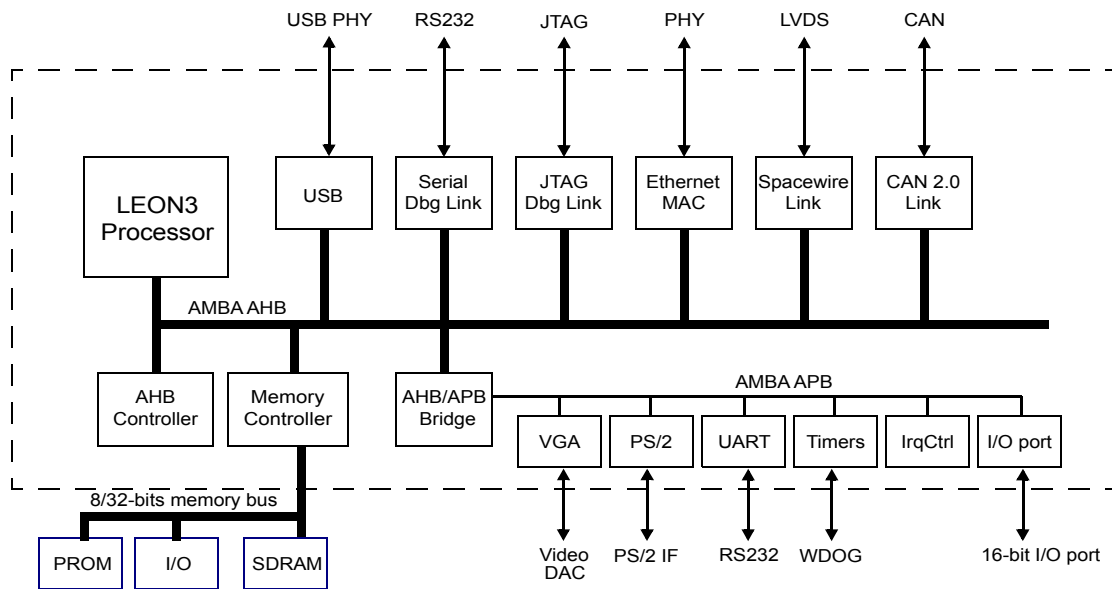 USB PHY
RS232
JTAG
PHY
LVDS
CAN
LEON3
Processor
USB
Serial
Dbg Link
JTAG
Dbg Link
Ethernet
MAC
Spacewire
Link
CAN 2.0
Link
AMBA AHB
AHB
Controller
Memory
Controller
AHB/APB
Bridge
AMBA APB
VGA
PS/2
UART
Timers
IrqCtrl
I/O port
8/32-bits memory bus
PROM
I/O
SDRAM
Video
DAC
PS/2 IF
RS232
WDOG
16-bit I/O port